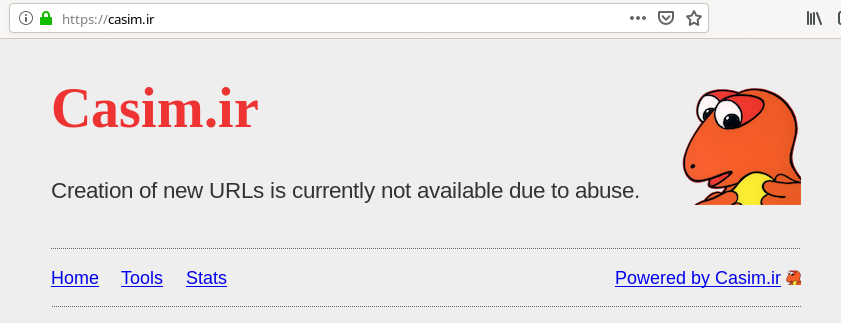 https://casim.ir
Casim.ir
Creation of new URLs is currently not available due to abuse.
Home Tools Stats Powered by Casim.ir